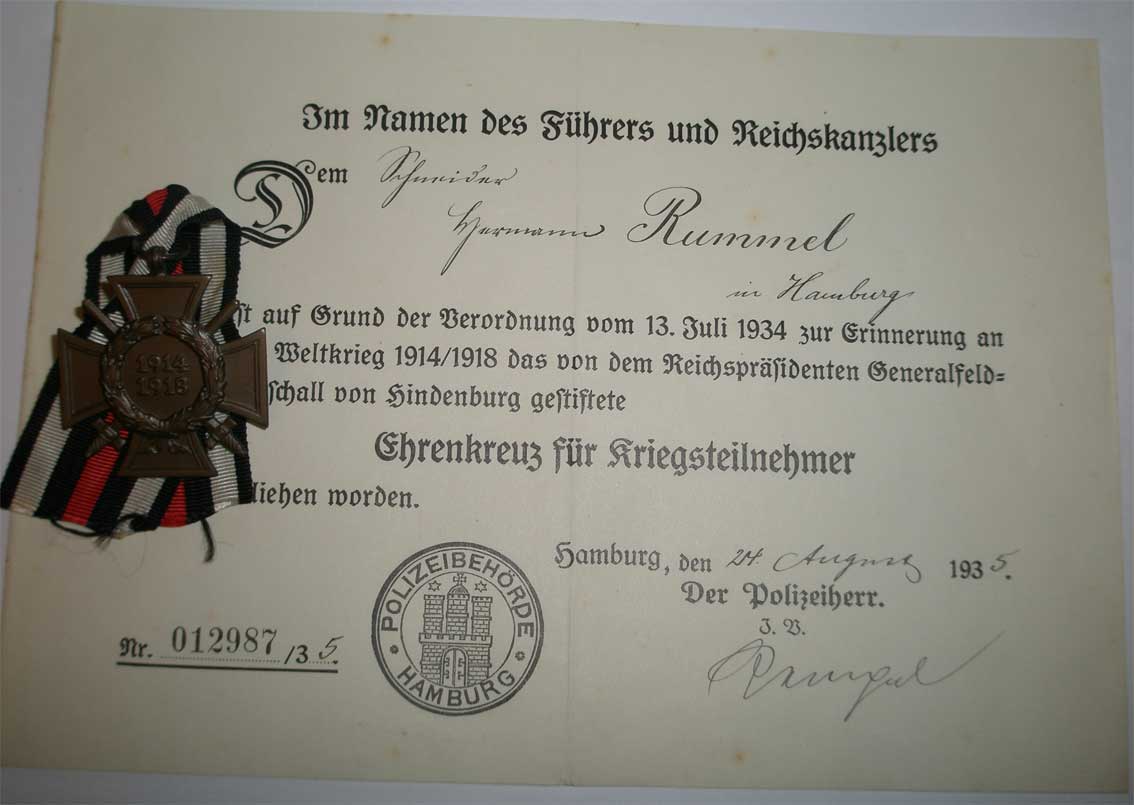 Im Namen des Führers und Reichskanzlers
Dem Schneider
Hermann Rummel
in Hamburg
st auf Grund der Verordnung vom 13. Juli 1934 zur Erinnerung an
Weltkrieg 1914/1918 das von dem Reichspräsidenten Generalfeld=
schall von Hindenburg gestiftete
Ehrenkreuz für Kriegsteilnehmer
liehen worden.
1914
1918
Hamburg, den 24. August 1935.
Der Polizeiherr.
J. V.
Nr. 012987/35.
POLIZEIBEHÖRDE
HAMBURG